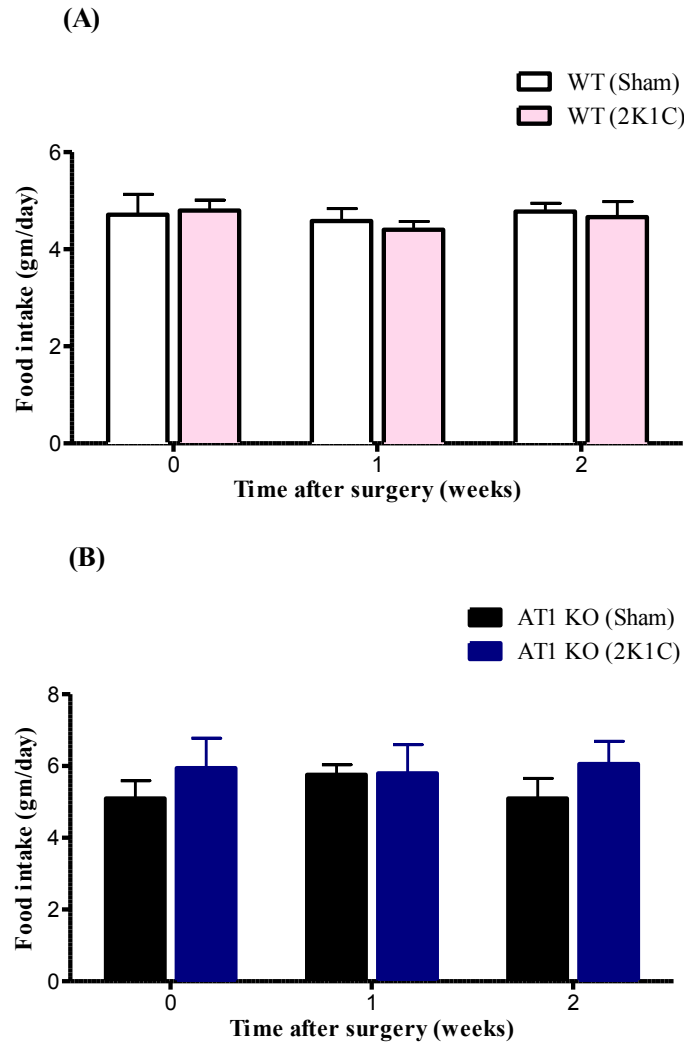 (A)
WT (Sham)
WT (2K1C)
6
4
2
0
Food intake (gm/day)
0 1 2
Time after surgery (weeks)
(B)
AT1 KO (Sham)
AT1 KO (2K1C)
8
6
4
2
0
Food intake (gm/day)
0 1 2
Time after surgery (weeks)